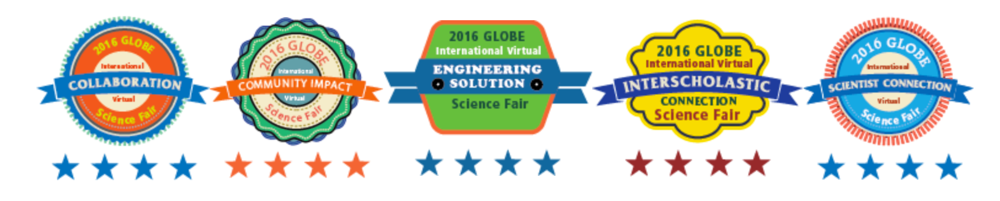 2016 GLOBE
International
COLLABORATION
Virtual
Science Fair
2016 GLOBE
International
COMMUNITY IMPACT
Virtual
Science Fair
2016 GLOBE
International Virtual
ENGINEERING
SOLUTION
Science Fair
2016 GLOBE
International Virtual
INTERSCHOLASTIC
CONNECTION
Science Fair
2016 GLOBE
International
SCIENTIST CONNECTION
Virtual
Science Fair